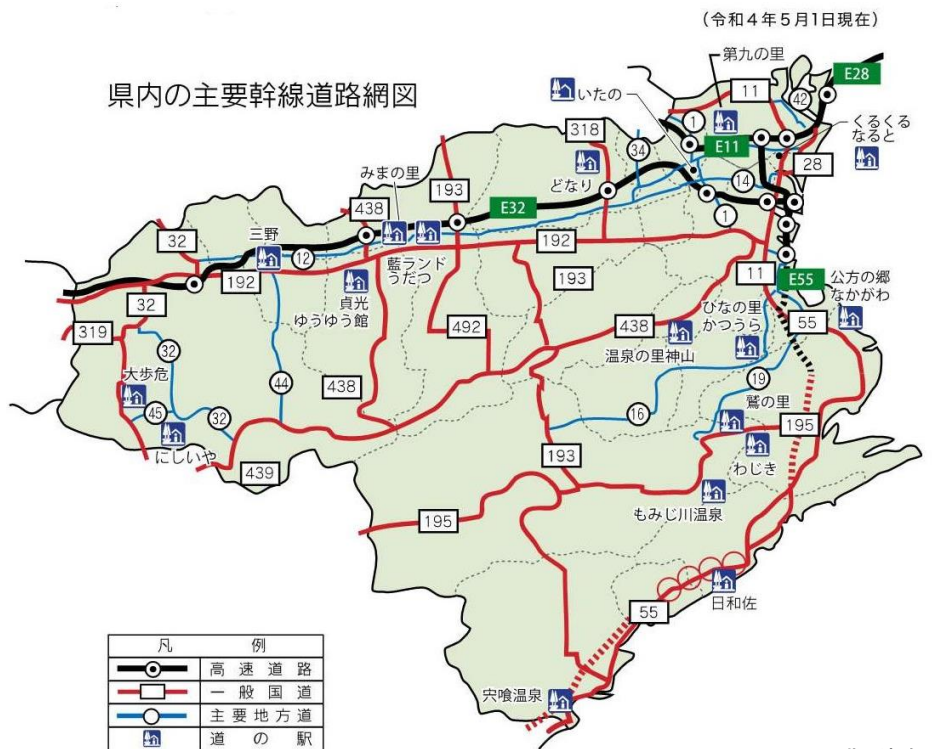 (令和4年5月1日現在)
県内の主要幹線道路網図
第九の里
E28
11
42
いたの
1
くるくる
なると
318
E11
34
28
どなり
みまの里
14
193
438
E32
1
32
三野
192
12
藍ランド
うだつ
193
11
E55
公方の郷
なかがわ
192
貞光
ゆうゆう館
ひなの里
かつうら
32
319
492
438
55
温泉の里神山
32
大歩危
44
438
19
鷲の里
45
32
16
195
にしいや
わじき
439
193
もみじ川温泉
195
日和佐
55
宍喰温泉
凡例
高速道路
一般国道
主要地方道
道の駅